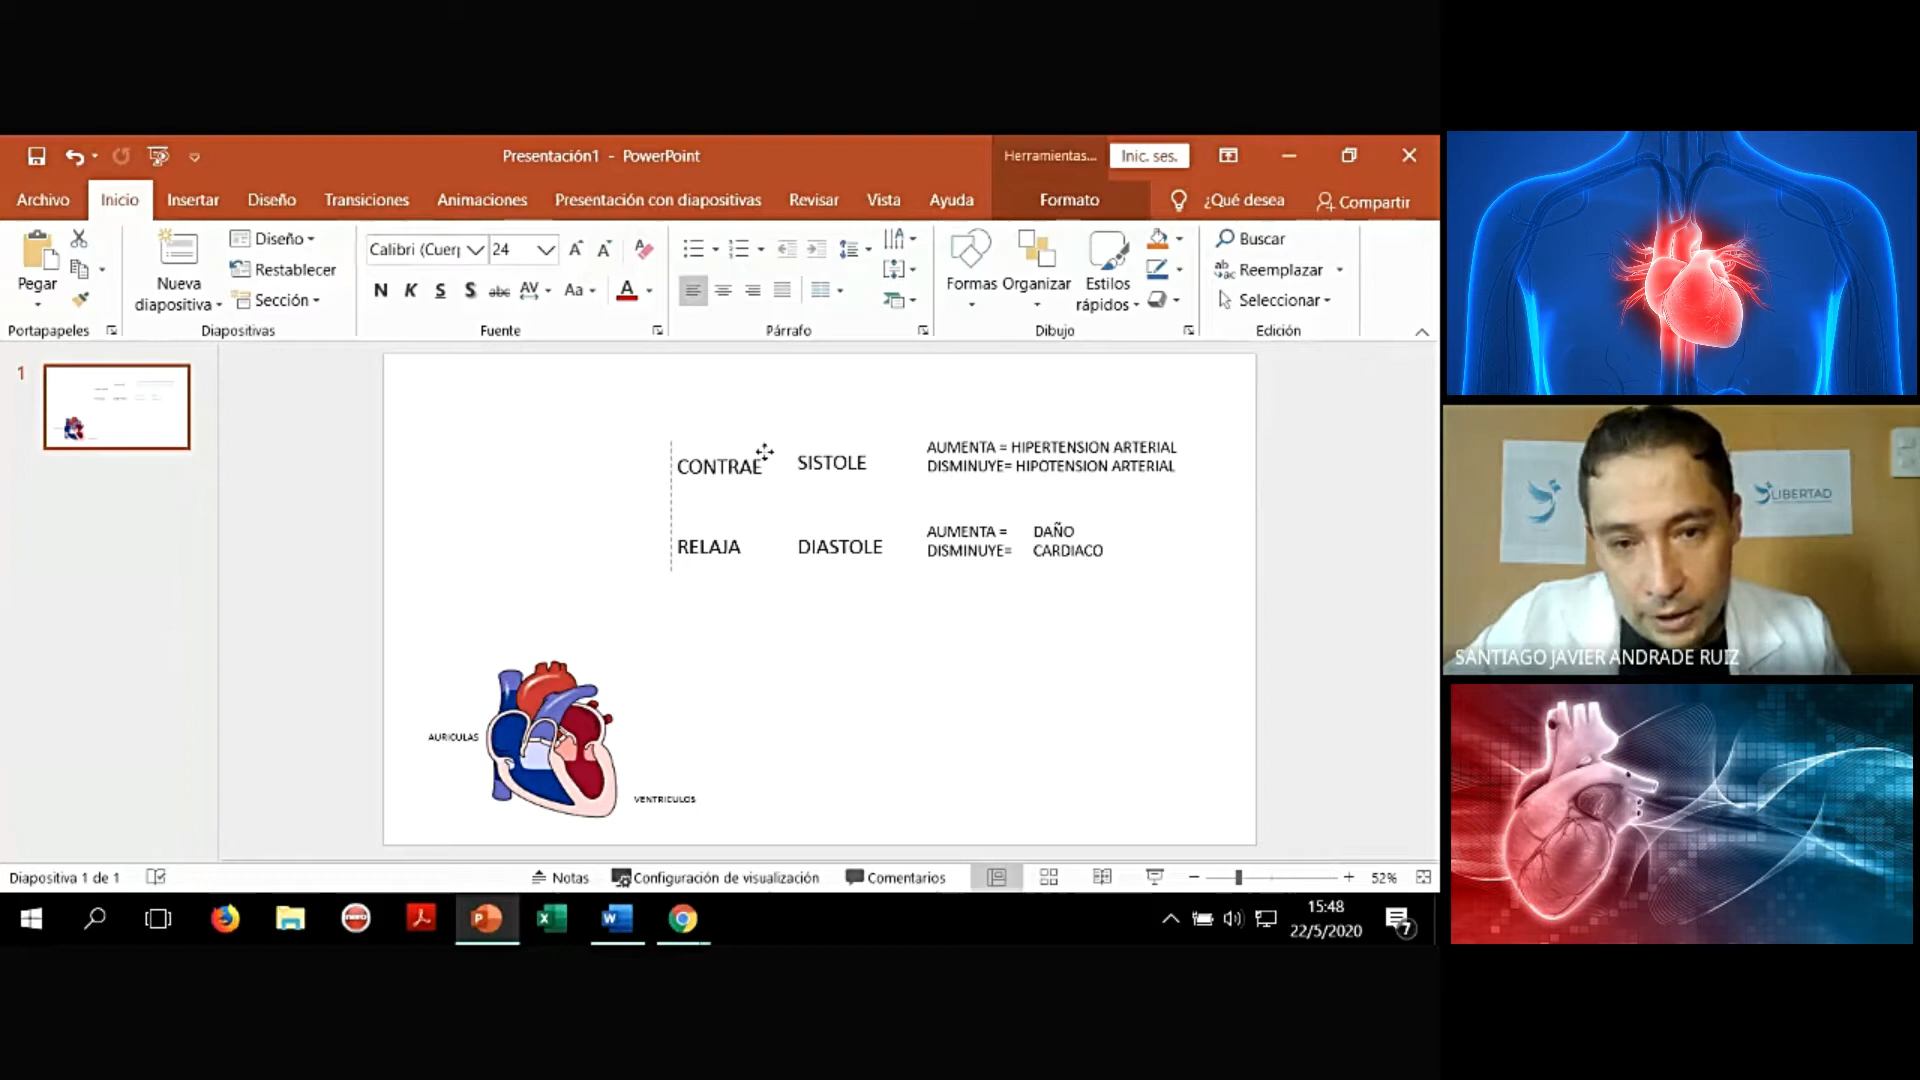 Presentación1 - PowerPoint
Herramientas...
Inic. ses.
Archivo
Inicio
Insertar
Diseño
Transiciones
Animaciones
Presentación con diapositivas
Revisar
Vista
Ayuda
Formato
¿Qué desea
Compartir
Pegar
Portapapeles
Nueva
diapositiva
Diseño
Restablecer
Sección
Diapositivas
Calibri (Cuerp
24
N K S S abc AV Aa A
Fuente
Párrafo
Formas
Organizar
Estilos
rápidos
Dibujo
Buscar
Reemplazar
Seleccionar
Edición
1
CONTRAE
SISTOLE
AUMENTA = HIPERTENSION ARTERIAL
DISMINUYE= HIPOTENSION ARTERIAL
RELAJA
DIASTOLE
AUMENTA = DAÑO
DISMINUYE= CARDIACO
AURICULAS
VENTRICULOS
LIBERTAD
SANTIAGO JAVIER ANDRADE RUIZ
Diapositiva 1 de 1
Notas
Configuración de visualización
Comentarios
52%
15:48
22/5/2020
7